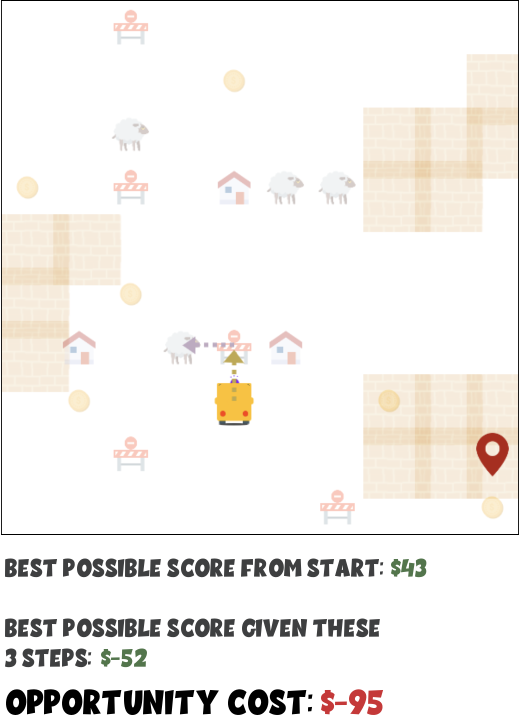 BEST POSSIBLE SCORE FROM START: $43
BEST POSSIBLE SCORE GIVEN THESE
3 STEPS: $-52
OPPORTUNITY COST: $-95